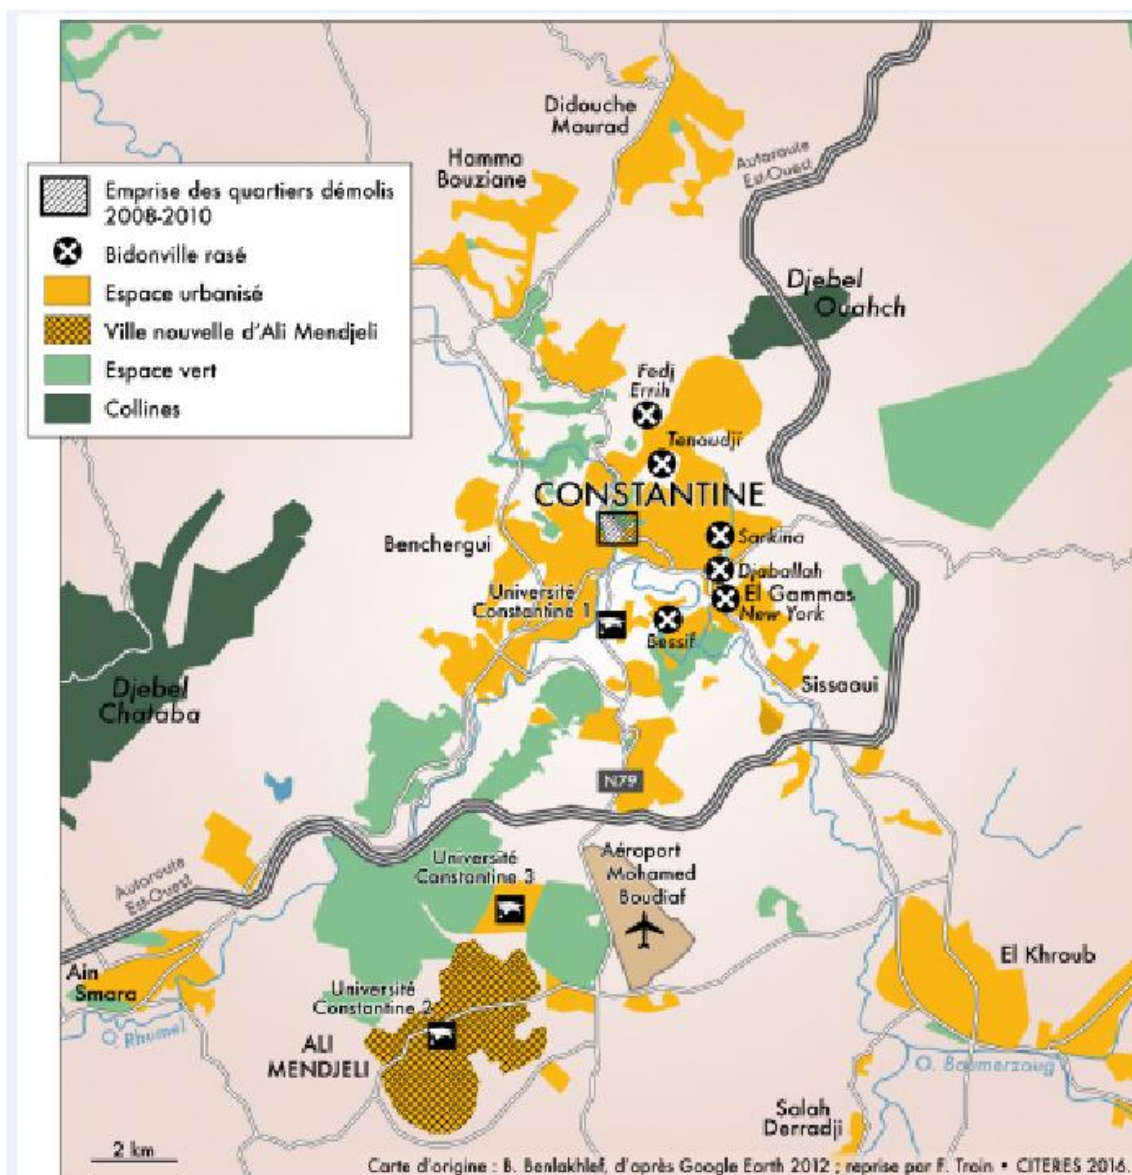 Didouche
Mourad
Hamma
Bouziane
Autoroute
Est-Ouest
Emprise des quartiers démolis
2008-2010
Bidonville rasé
Espace urbanisé
Ville nouvelle d'Ali Mendjeli
Espace vert
Collines
Djebel
Ouahch
Fedj
Errih
Tenoudji
CONSTANTINE
Benchergui
Sarkina
Djaballah
Université
Constantine 1
El Gammas
New York
Bessif
Sissaoui
Djebel
Chataba
N79
Autoroute
Est-Ouest
Université
Constantine 3
Aéroport
Mohamed
Boudiaf
Ain
Smara
El Khroub
Université
Constantine 2
O. Rhumel
ALI
MENDJELI
O. Boumerzoug
Salah
Derradji
2 km
Carte d'origine : B. Benlakhlef, d'après Google Earth 2012 ; reprise par F. Troin • CITERES 2016